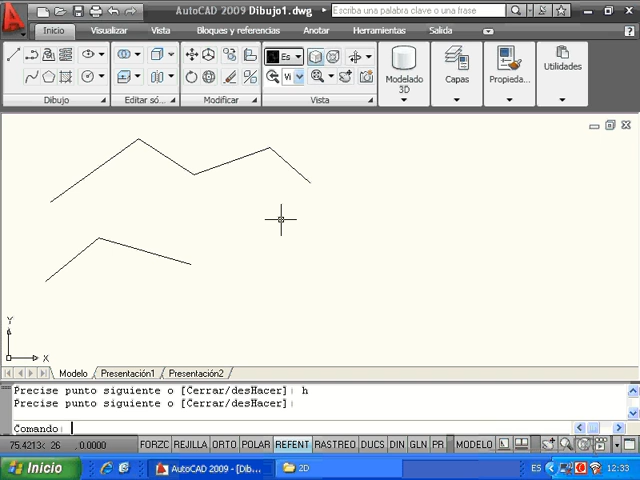 AutoCAD 2009 Dibujo1.dwg
Escriba una palabra clave o una frase
Inicio Visualizar Vista Bloques y referencias Anotar Herramientas Salida
Es
Vi
Modelado 3D
Capas
Propieda...
Utilidades
Dibujo Editar só... Modificar Vista
Y
X
Modelo Presentación1 Presentación2
Precise punto siguiente o [Cerrar/desHacer]: h
Precise punto siguiente o [Cerrar/desHacer]:
Comando:
75.4213< 26 ,0.0000 FORZC REJILLA ORTO POLAR REFENT RASTREO DUCS DIN GLN PR MODELO
Inicio AutoCAD 2009 - [Dib... 2D ES 12:33